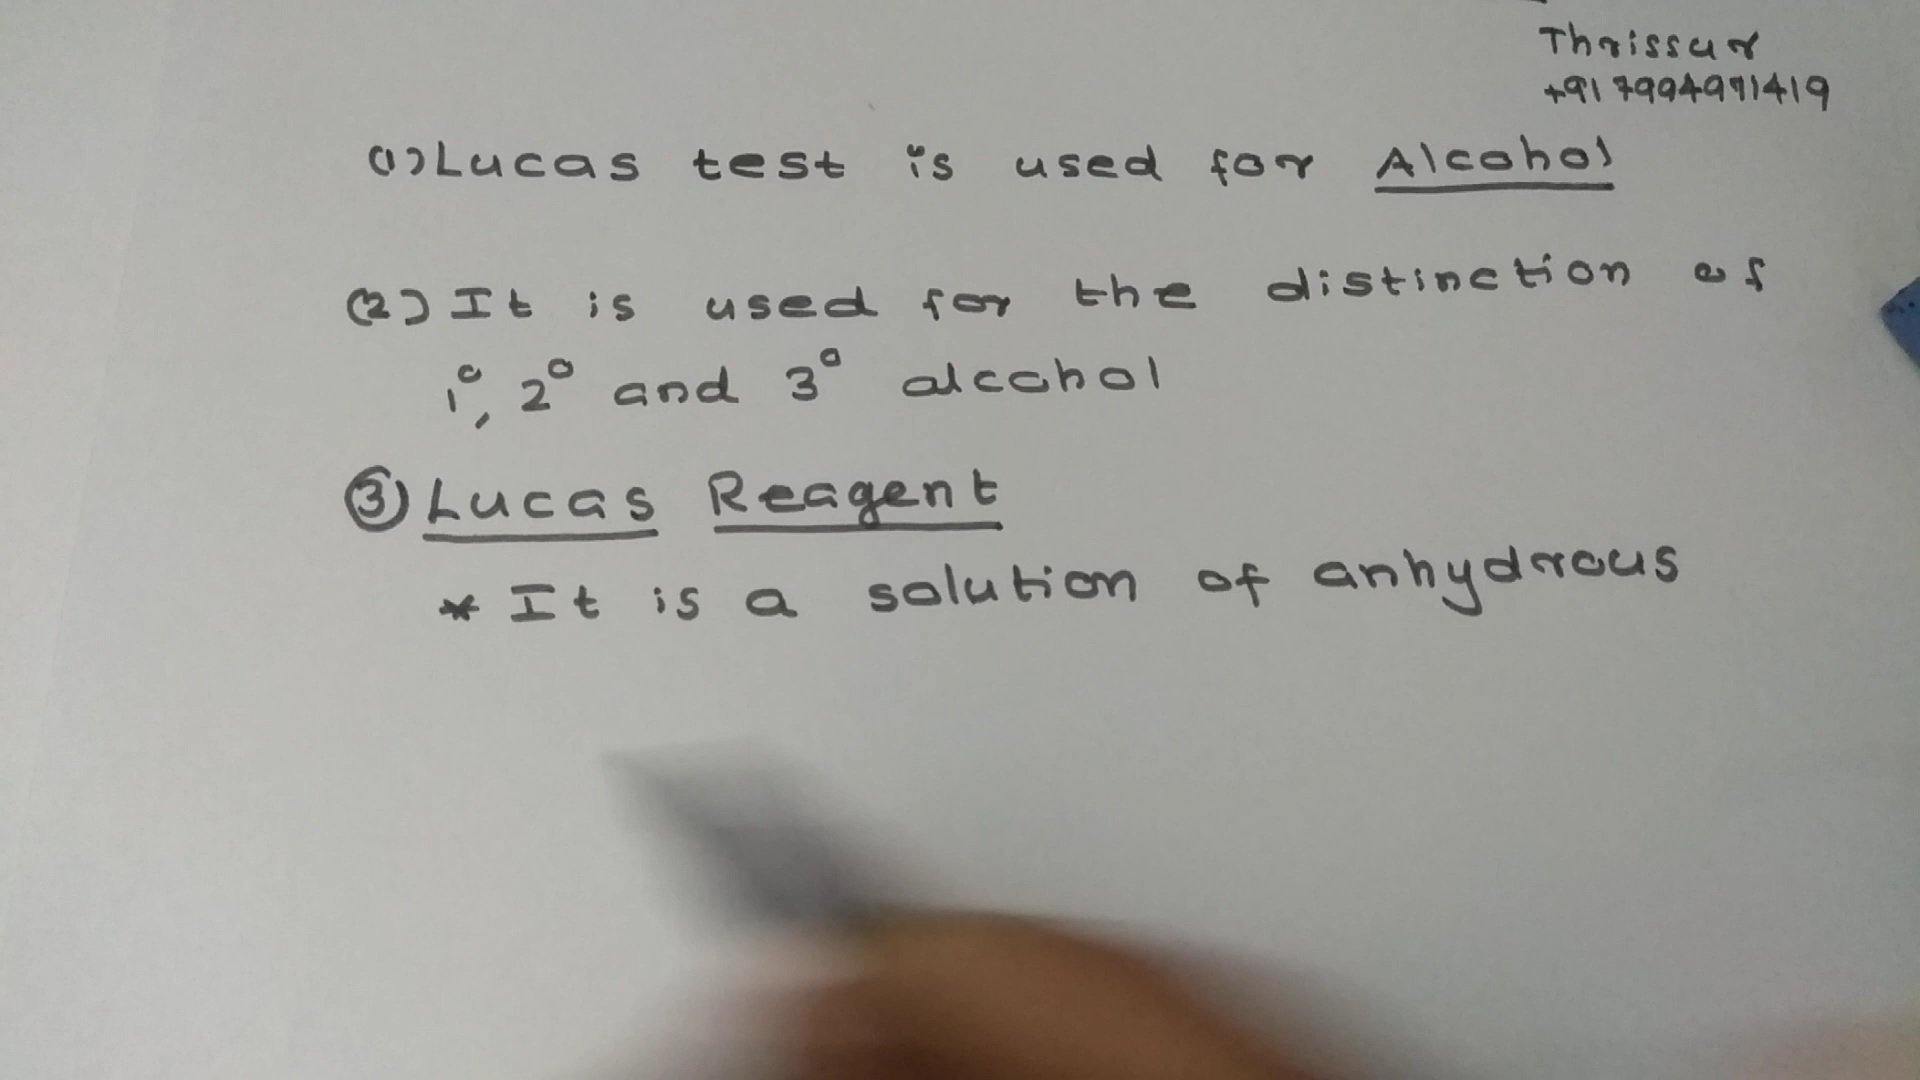 Thrissur
+91 7994971419
(1) Lucas test is used for Alcohol
(2) It is used for the distinction of
1°, 2° and 3° alcohol
③ Lucas Reagent
* It is a solution of anhydrous